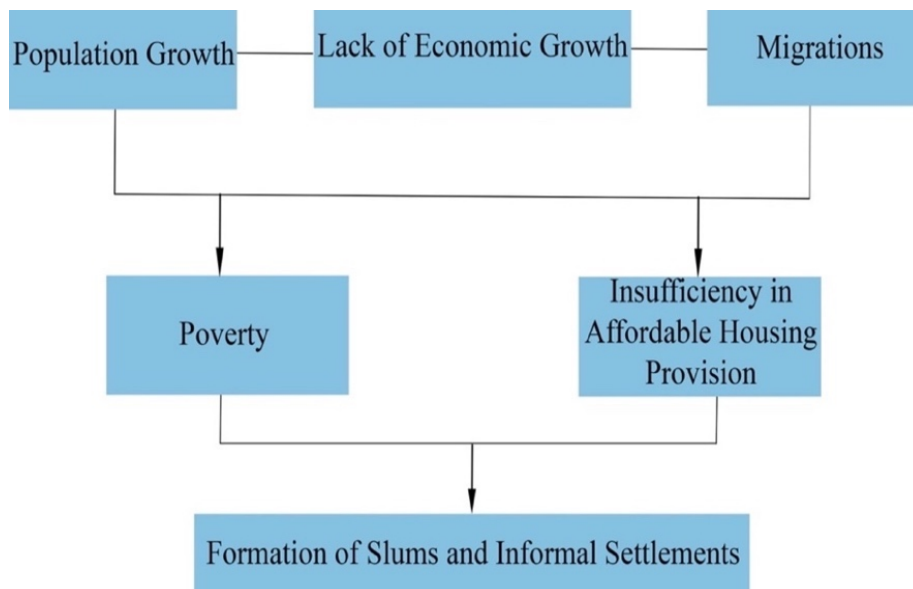 Population Growth
Lack of Economic Growth
Migrations
Poverty
Insufficiency in
Affordable Housing
Provision
Formation of Slums and Informal Settlements